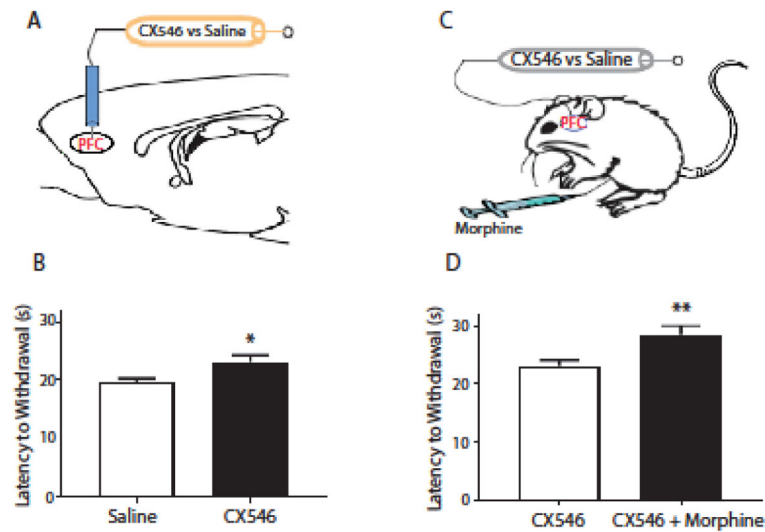 A
CX546 vs Saline
PFC
C
CX546 vs Saline
PFC
Morphine
B
Latency to Withdrawal (s)
30
20
10
0
*
Saline
CX546
D
Latency to Withdrawal (s)
30
20
10
0
**
CX546
CX546 + Morphine